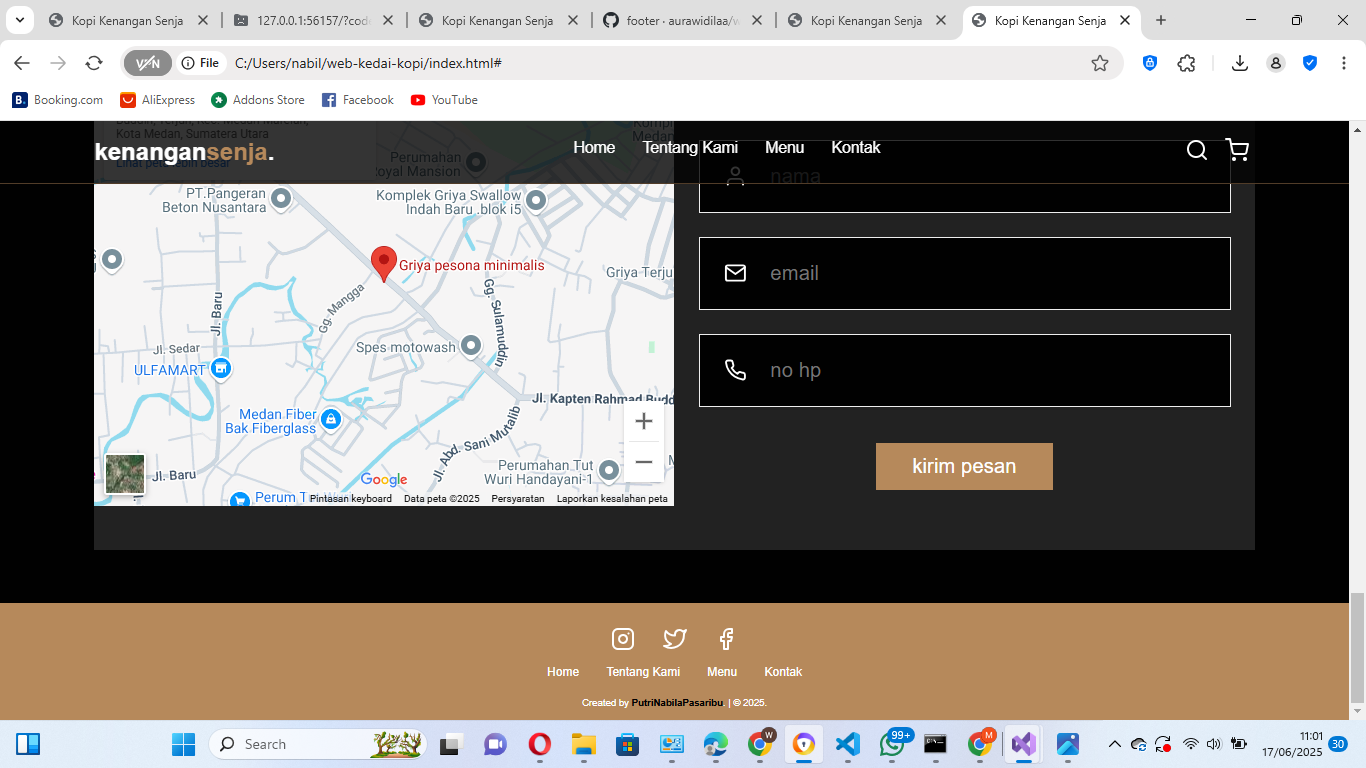 Kopi Kenangan Senja
127.0.0.1:56157/?cod
Kopi Kenangan Senja
footer · aurawidilaa/w
Kopi Kenangan Senja
Kopi Kenangan Senja
VPN
File
C:/Users/nabil/web-kedai-kopi/index.html#
Booking.com
AliExpress
Addons Store
Facebook
YouTube
Kota Medan, Sumatera Utara
kenangansenja.
Home
Tentang Kami
Menu
Kontak
Perumahan
Royal Mansion
PT.Pangeran
Beton Nusantara
Komplek Griya Swallow
Indah Baru .blok i5
Griya pesona minimalis
Griya Terju
Gg. Mangga
Gg. Sulamuddin
Jl. Baru
Jl. Sedar
Spes motowash
ULFAMART
Medan Fiber
Bak Fiberglass
Jl. Kapten Rahmad Budd
Jl. Abd. Sani Mutalib
Perumahan Tut
Wuri Handayani-1
Jl. Baru
Google
Perum T
Pintasan keyboard
Data peta ©2025
Persyaratan
Laporkan kesalahan peta
nama
email
no hp
kirim pesan
Home
Tentang Kami
Menu
Kontak
Created by PutriNabilaPasaribu. | © 2025.
Search
W
99+
M
11:01
17/06/2025
30